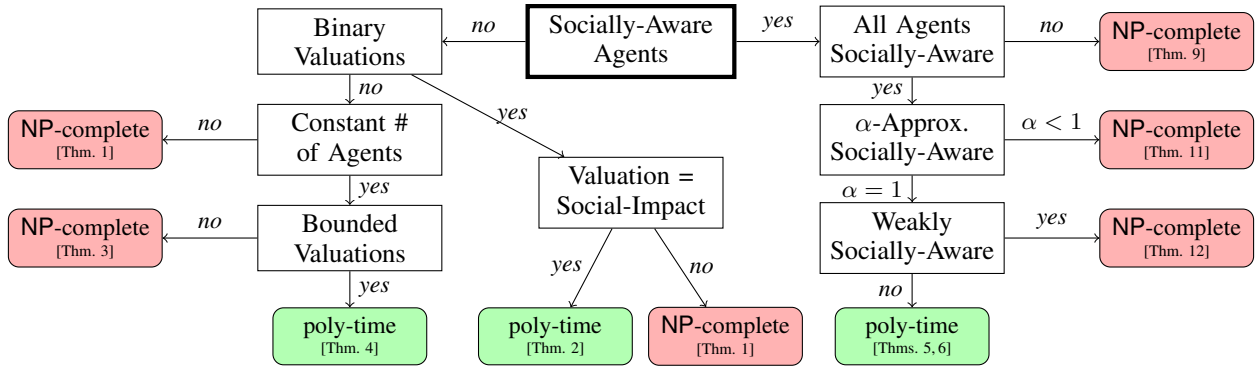 Binary
Valuations
no
Socially-Aware
Agents
yes
All Agents
Socially-Aware
no
NP-complete
[Thm. 9]
no
yes
yes
NP-complete
[Thm. 1]
no
Constant #
of Agents
α-Approx.
Socially-Aware
α < 1
NP-complete
[Thm. 11]
yes
Valuation =
Social-Impact
α = 1
NP-complete
[Thm. 3]
no
Bounded
Valuations
Weakly
Socially-Aware
yes
NP-complete
[Thm. 12]
yes
yes
no
no
poly-time
[Thm. 4]
poly-time
[Thm. 2]
NP-complete
[Thm. 1]
poly-time
[Thms. 5, 6]